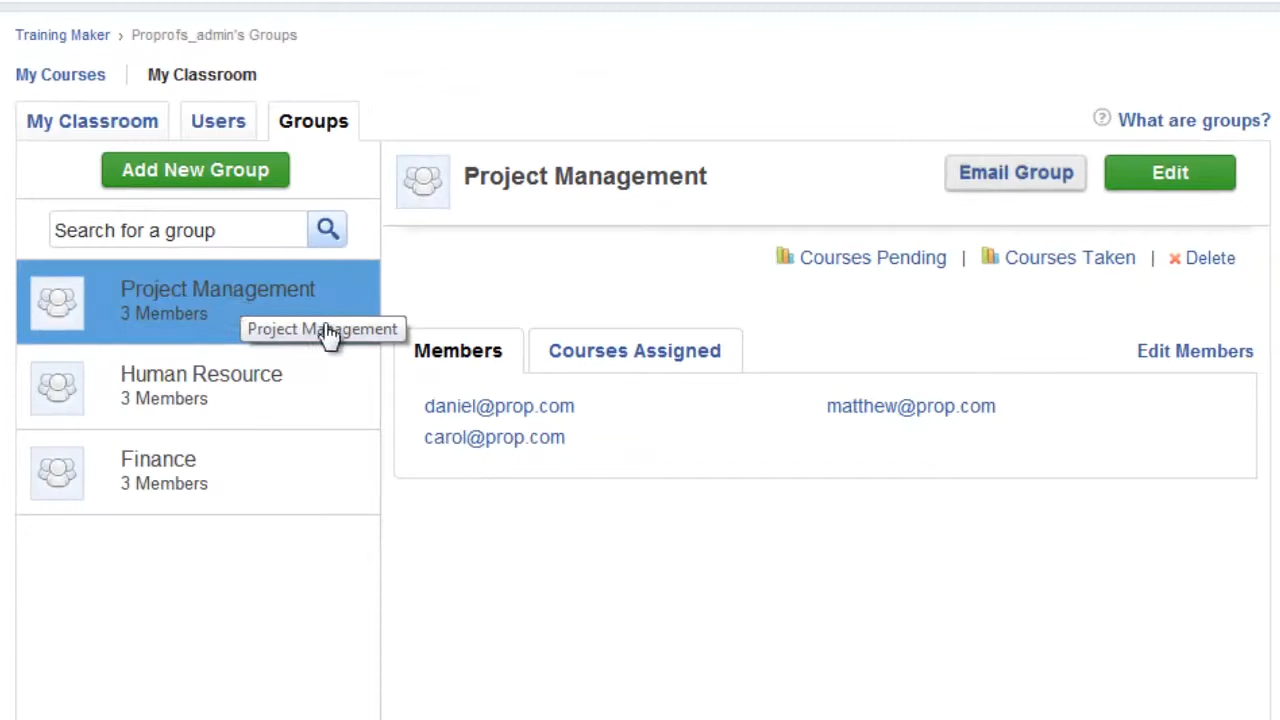 Training Maker › Proprofs_admin's Groups
My Courses | My Classroom
My Classroom Users Groups
? What are groups?
Add New Group
Project Management
Email Group
Edit
Search for a group
Courses Pending | Courses Taken | Delete
Project Management
3 Members
Project Management
Human Resource
3 Members
Finance
3 Members
Members Courses Assigned
Edit Members
daniel@prop.com
matthew@prop.com
carol@prop.com